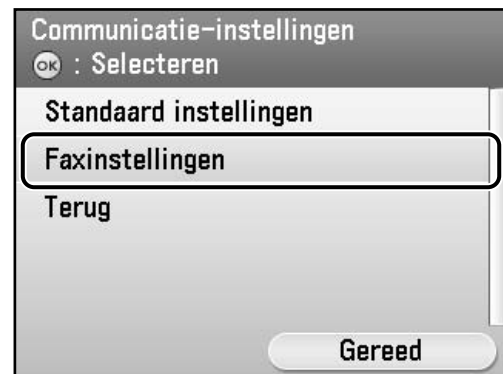 Communicatie-instellingen
OK : Selecteren
Standaard instellingen
Faxinstellingen
Terug
Gereed